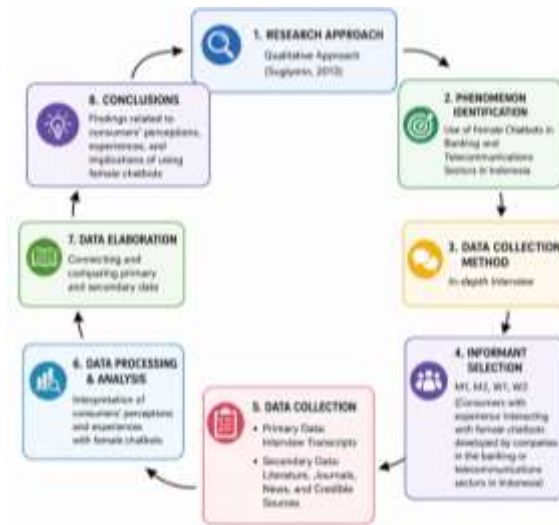 1. RESEARCH APPROACH
Qualitative Approach
(Sugiyono, 2013)
2. PHENOMENON
IDENTIFICATION
Use of Female Chatbots in
Banking and
Telecommunications
Sectors in Indonesia
3. DATA COLLECTION
METHOD
In-depth Interview
4. INFORMANT
SELECTION
M1, M2, W1, W2
(Consumers with
experience interacting
with female chatbots
developed by companies
in the banking or
telecommunications
sectors in Indonesia)
5. DATA COLLECTION
• Primary Data:
Interview Transcripts
• Secondary Data:
Literature, Journals,
News, and Credible
Sources
6. DATA PROCESSING
& ANALYSIS
Interpretation of
consumers' perceptions
and experiences
with female chatbots
7. DATA ELABORATION
Connecting and
comparing primary
and secondary data
8. CONCLUSIONS
Findings related to
consumers' perceptions,
experiences, and
implications of using
female chatbots